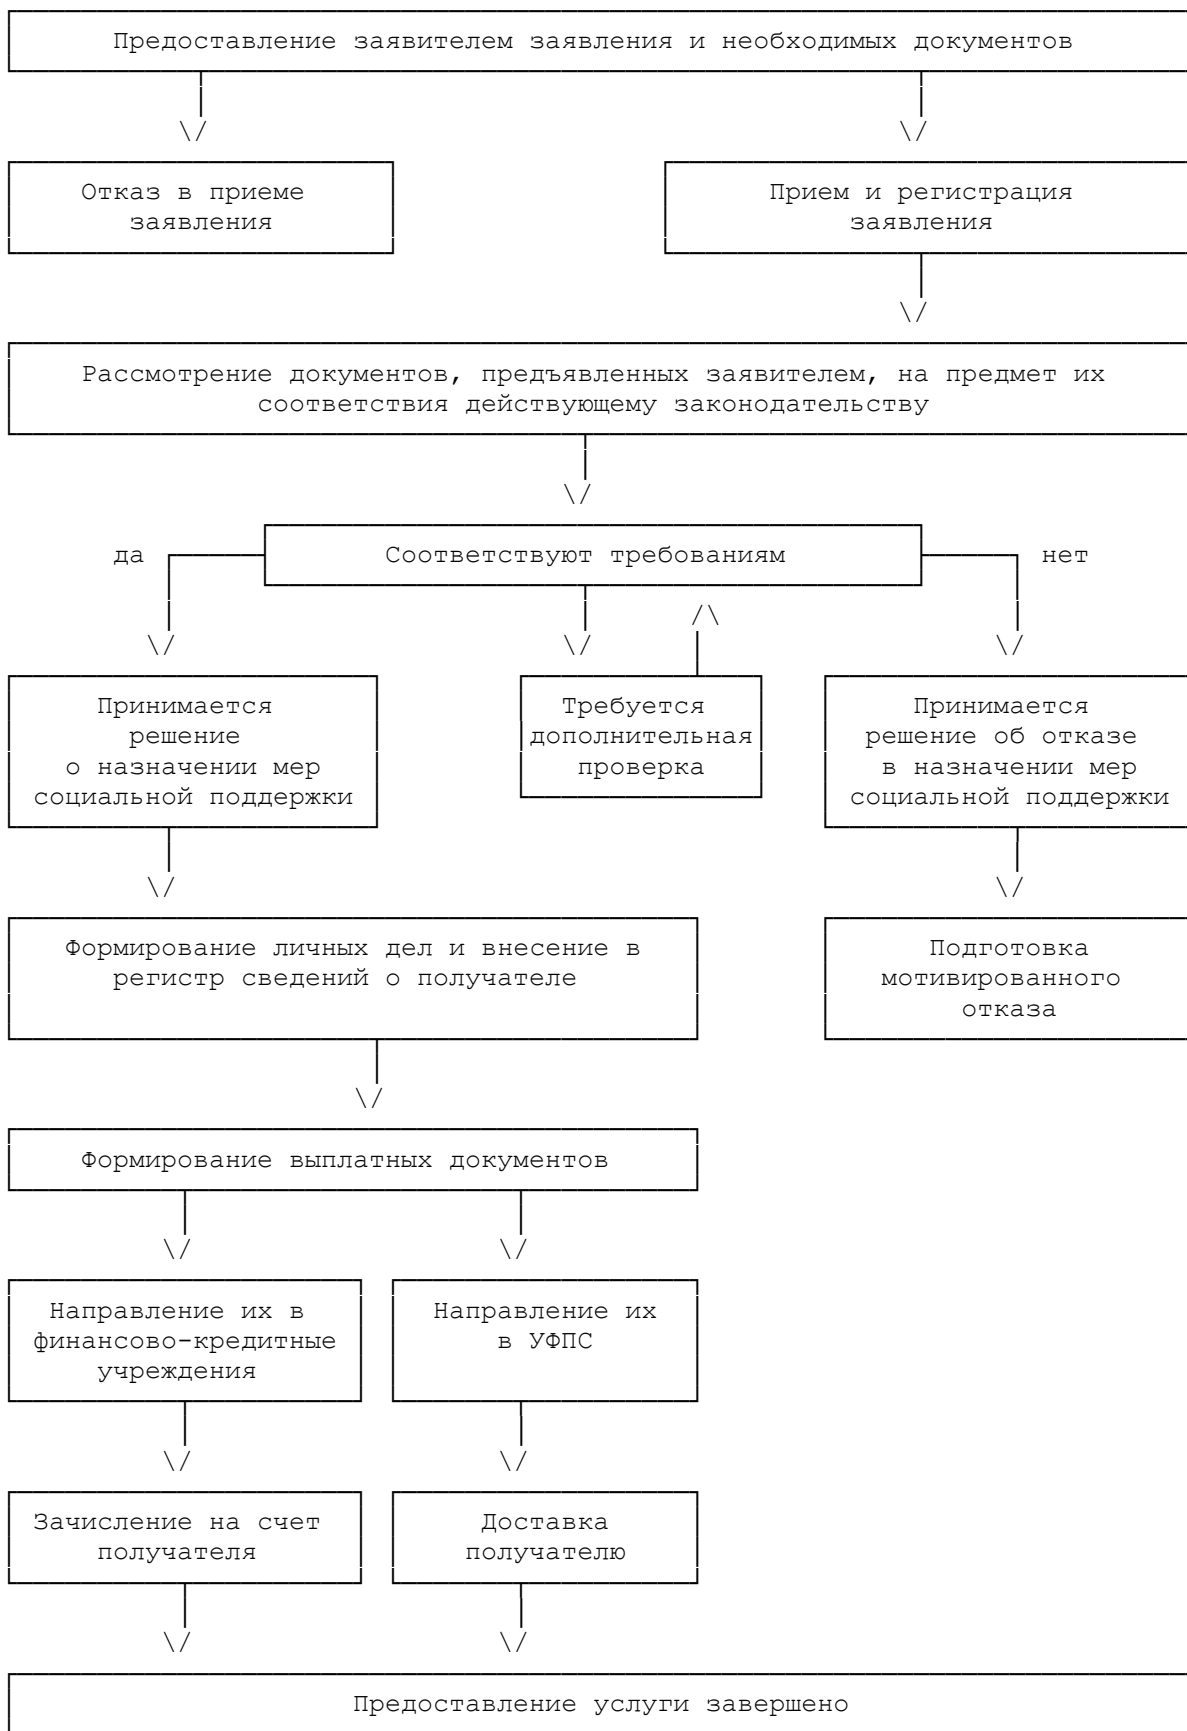 Предоставление заявителем заявления и необходимых документов
Отказ в приеме
заявления
Прием и регистрация
заявления
Рассмотрение документов, предъявленных заявителем, на предмет их
соответствия действующему законодательству
да
Соответствуют требованиям
нет
Принимается
решение
о назначении мер
социальной поддержки
Требуется
дополнительная
проверка
Принимается
решение об отказе
в назначении мер
социальной поддержки
Формирование личных дел и внесение в
регистр сведений о получателе
Подготовка
мотивированного
отказа
Формирование выплатных документов
Направление их в
финансово-кредитные
учреждения
Направление их
в УФПС
Зачисление на счет
получателя
Доставка
получателю
Предоставление услуги завершено